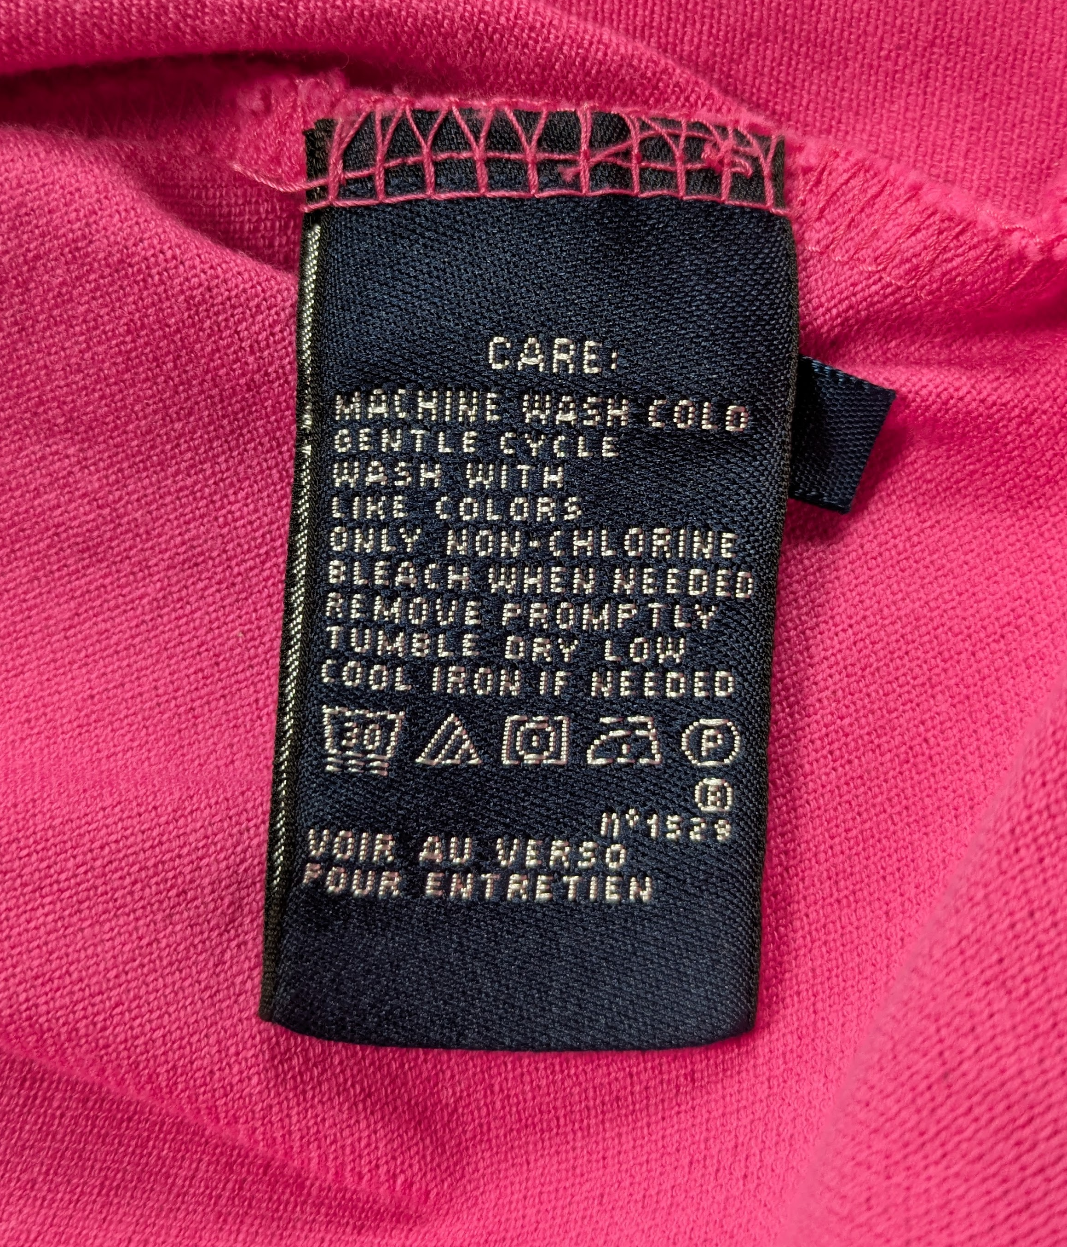 CARE:
MACHINE WASH COLD
GENTLE CYCLE
WASH WITH
LIKE COLORS
ONLY NON-CHLORINE
BLEACH WHEN NEEDED
REMOVE PROMPTLY
TUMBLE DRY LOW
COOL IRON IF NEEDED
30 P
®
n°1529
VOIR AU VERSO
POUR ENTRETIEN